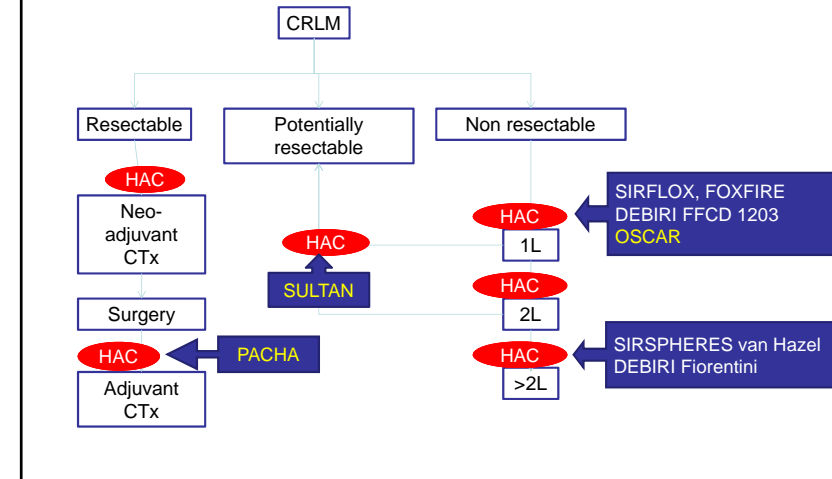 CRLM
Resectable
Potentially
resectable
Non resectable
HAC
Neo-
adjuvant
CTx
Surgery
HAC
Adjuvant
CTx
PACHA
HAC
SULTAN
HAC
1L
HAC
2L
HAC
>2L
SIRFLOX, FOXFIRE
DEBIRI FFCD 1203
OSCAR
SIRSPHERES van Hazel
DEBIRI Fiorentini